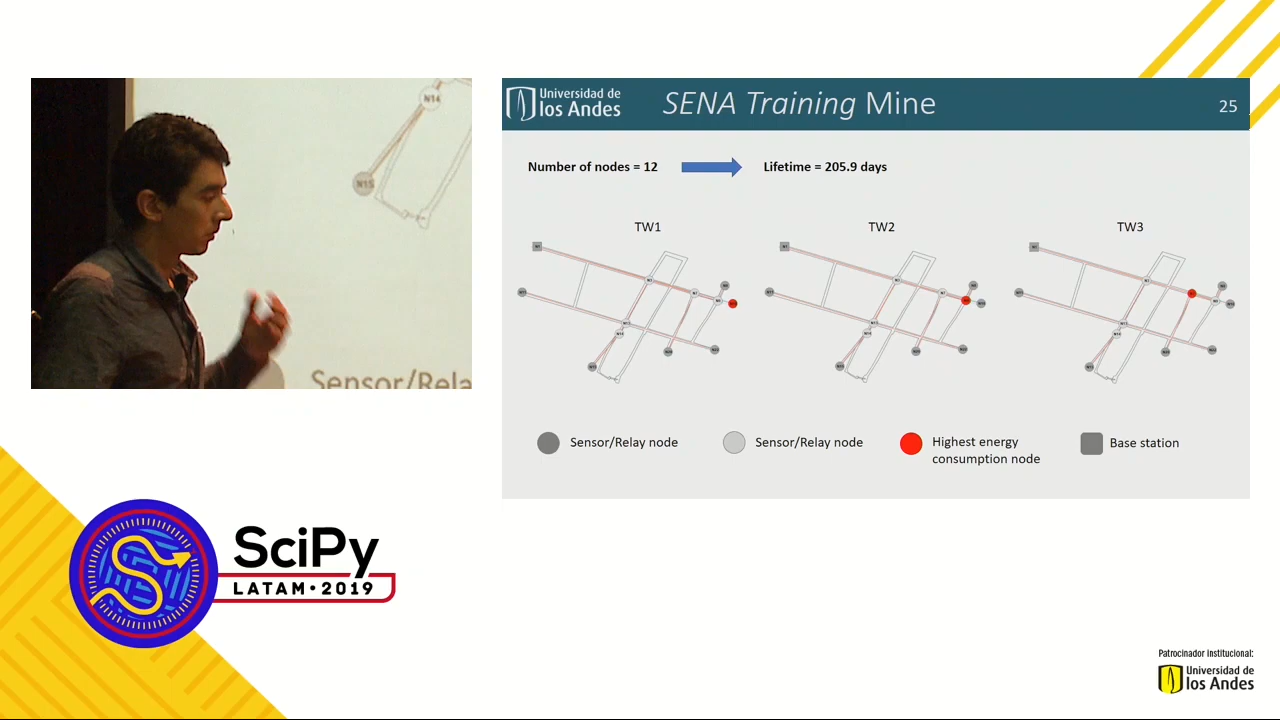 N14
N15
Sensor/Rela
Universidad de
los Andes
SENA Training Mine
25
Number of nodes = 12
Lifetime = 205.9 days
TW1
TW2
TW3
Sensor/Relay node
Sensor/Relay node
Highest energy
consumption node
Base station
SciPy
LATAM • 2019
Patrocinador Institucional:
Universidad de
los Andes